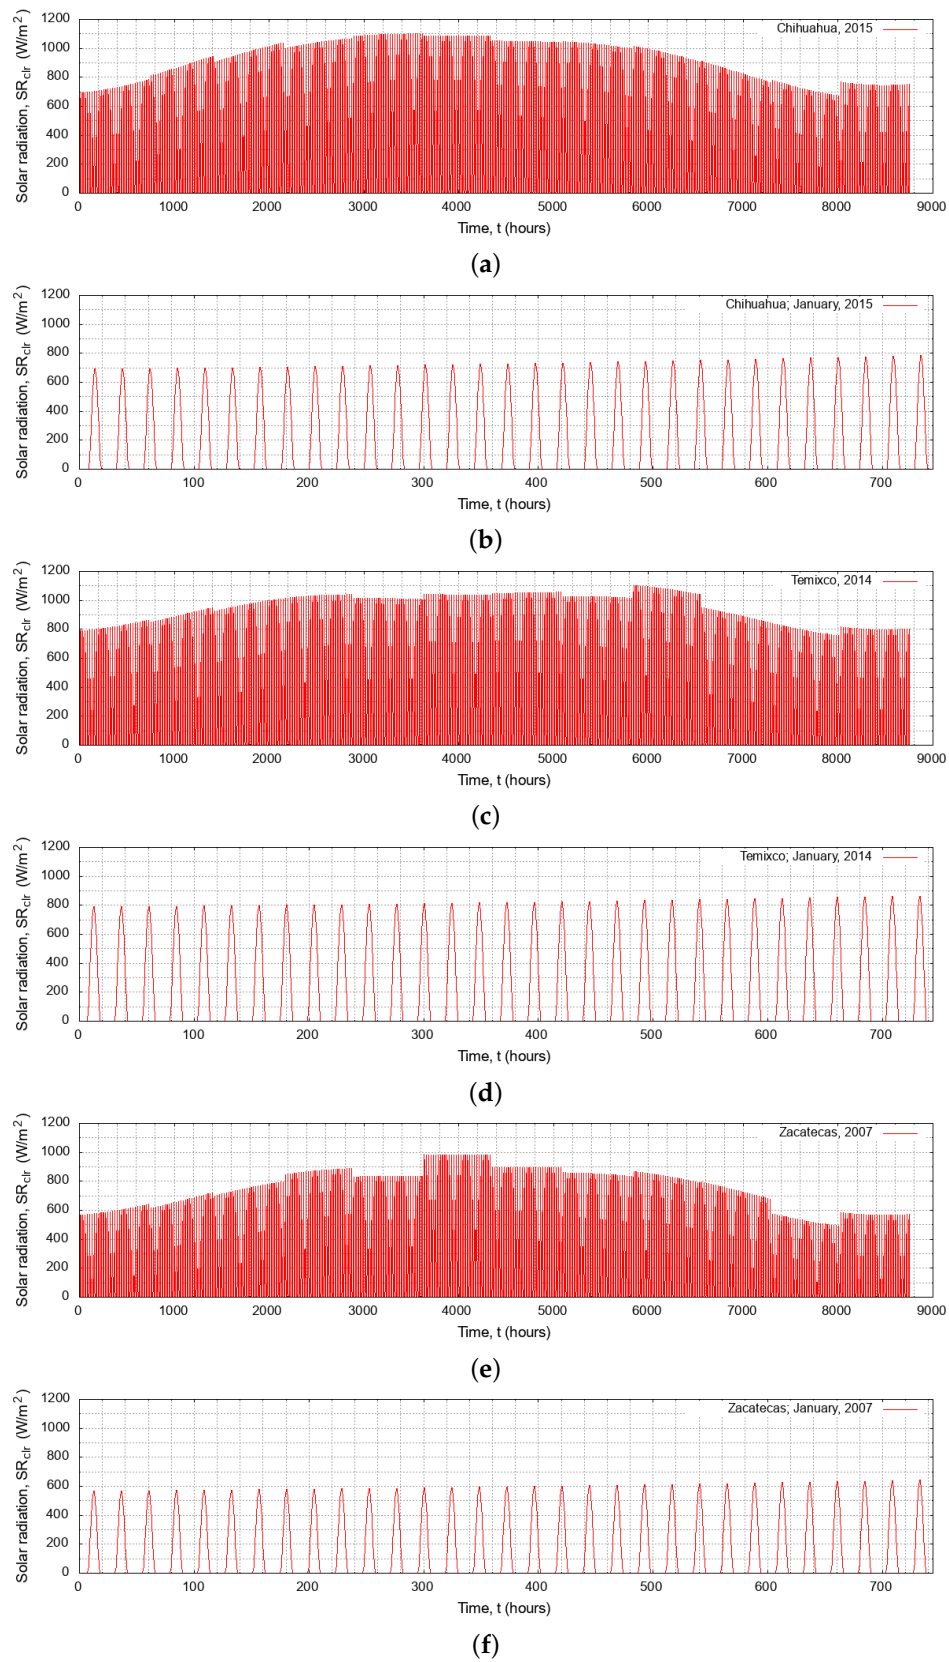 Chihuahua, 2015
Solar radiation, SRclr (W/m2)
1200
1000
800
600
400
200
0
0 1000 2000 3000 4000 5000 6000 7000 8000 9000
Time, t (hours)
(a)
Chihuahua; January, 2015
Solar radiation, SRclr (W/m2)
1200
1000
800
600
400
200
0
0 100 200 300 400 500 600 700
Time, t (hours)
(b)
Temixco, 2014
Solar radiation, SRclr (W/m2)
1200
1000
800
600
400
200
0
0 1000 2000 3000 4000 5000 6000 7000 8000 9000
Time, t (hours)
(c)
Temixco; January, 2014
Solar radiation, SRclr (W/m2)
1200
1000
800
600
400
200
0
0 100 200 300 400 500 600 700
Time, t (hours)
(d)
Zacatecas, 2007
Solar radiation, SRclr (W/m2)
1200
1000
800
600
400
200
0
0 1000 2000 3000 4000 5000 6000 7000 8000 9000
Time, t (hours)
(e)
Zacatecas; January, 2007
Solar radiation, SRclr (W/m2)
1200
1000
800
600
400
200
0
0 100 200 300 400 500 600 700
Time, t (hours)
(f)